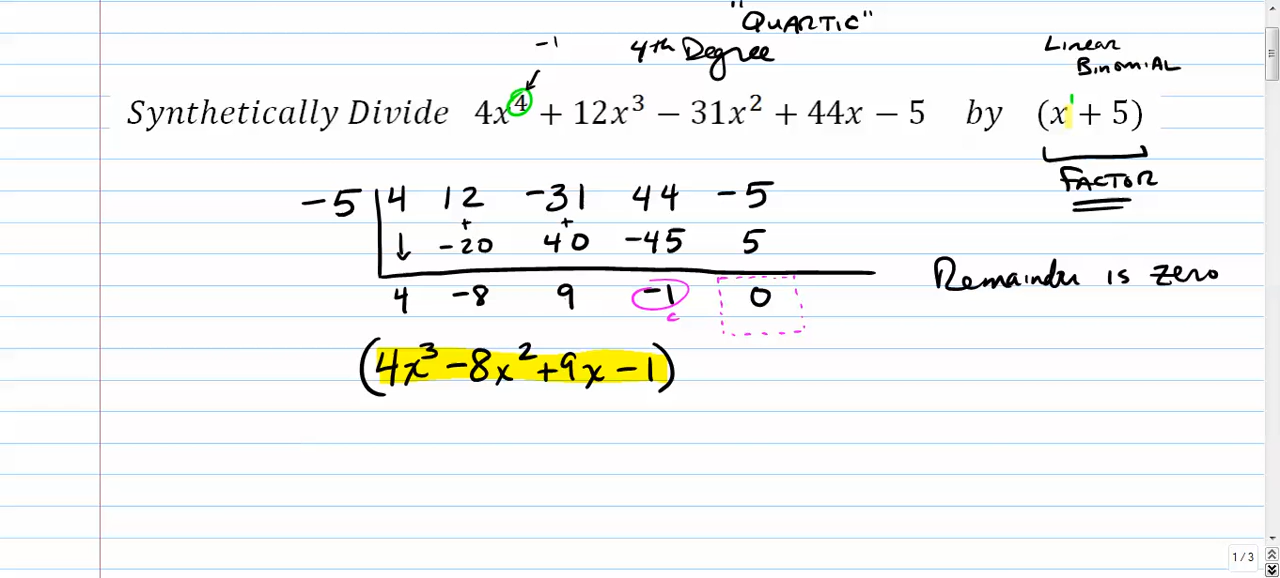 "QUARTIC"
-1 4th Degree Linear
Binomial
Synthetically Divide 4x⁴ + 12x³ − 31x² + 44x − 5 by (x¹ + 5)
FACTOR
-5 4 12 -31 44 -5
+ +
↓ -20 40 -45 5
4 -8 9 -1 0 Remainder is zero
c
(4x³ -8x² +9x -1)
1 / 3